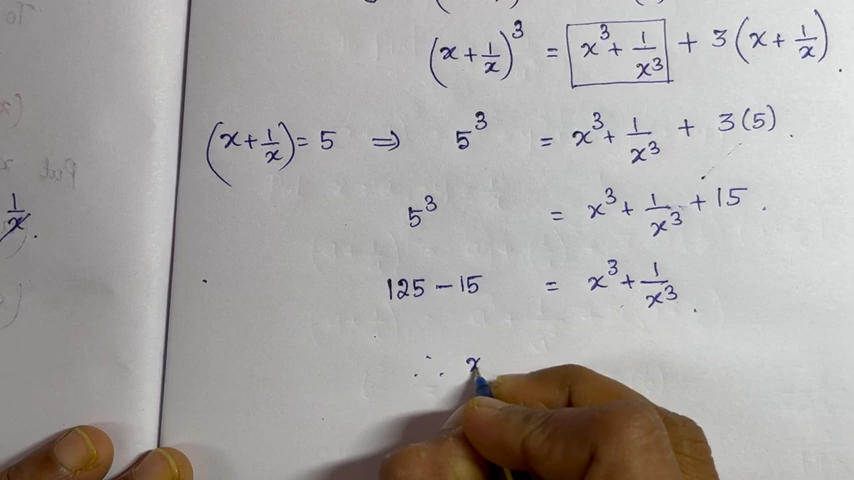 (x + 1/x)³ = x³ + 1/x³ + 3(x + 1/x)
(x + 1/x) = 5 ⇒ 5³ = x³ + 1/x³ + 3(5).
1/x.
5³ = x³ + 1/x³ + 15.
125 - 15 = x³ + 1/x³.
∴ x